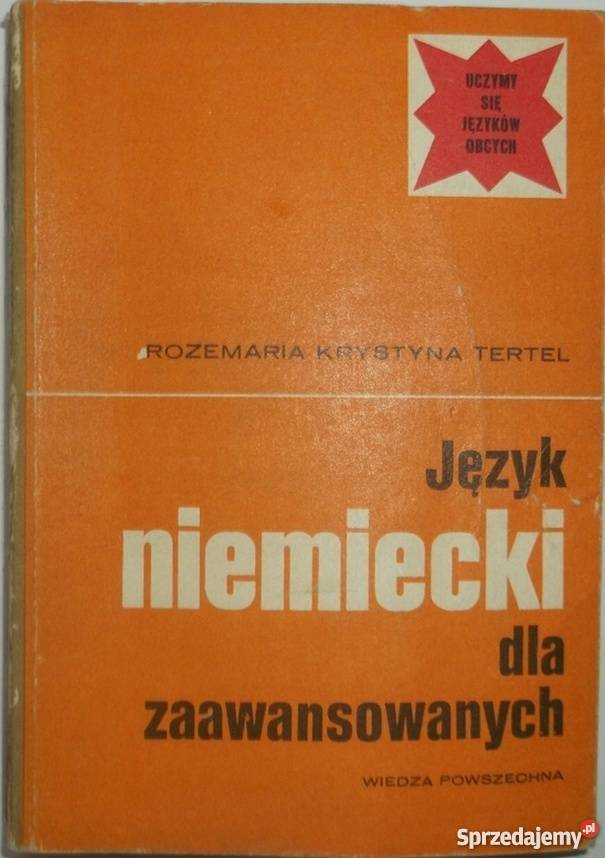 UCZYMY
SIĘ
JĘZYKÓW
OBCYCH
ROZEMARIA KRYSTYNA TERTEL
Język
niemiecki
dla
zaawansowanych
WIEDZA POWSZECHNA
Sprzedajemy.pl